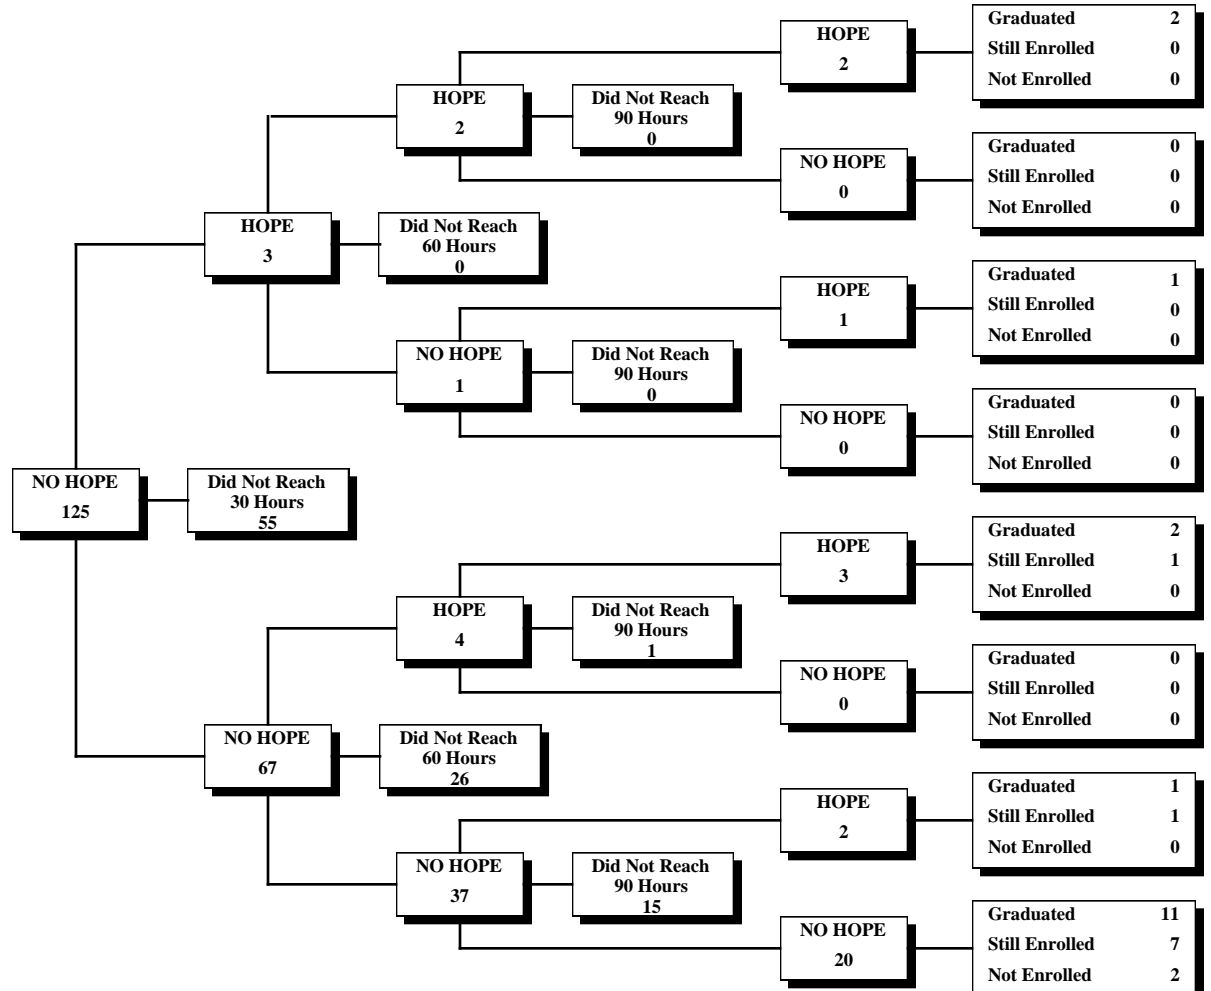 Graduated 2
Still Enrolled 0
Not Enrolled 0
HOPE
2
HOPE
2
Did Not Reach
90 Hours
0
Graduated 0
Still Enrolled 0
Not Enrolled 0
NO HOPE
0
HOPE
3
Did Not Reach
60 Hours
0
Graduated 1
Still Enrolled 0
Not Enrolled 0
HOPE
1
NO HOPE
1
Did Not Reach
90 Hours
0
Graduated 0
Still Enrolled 0
Not Enrolled 0
NO HOPE
0
NO HOPE
125
Did Not Reach
30 Hours
55
Graduated 2
Still Enrolled 1
Not Enrolled 0
HOPE
3
HOPE
4
Did Not Reach
90 Hours
1
Graduated 0
Still Enrolled 0
Not Enrolled 0
NO HOPE
0
NO HOPE
67
Did Not Reach
60 Hours
26
Graduated 1
Still Enrolled 1
Not Enrolled 0
HOPE
2
NO HOPE
37
Did Not Reach
90 Hours
15
Graduated 11
Still Enrolled 7
Not Enrolled 2
NO HOPE
20